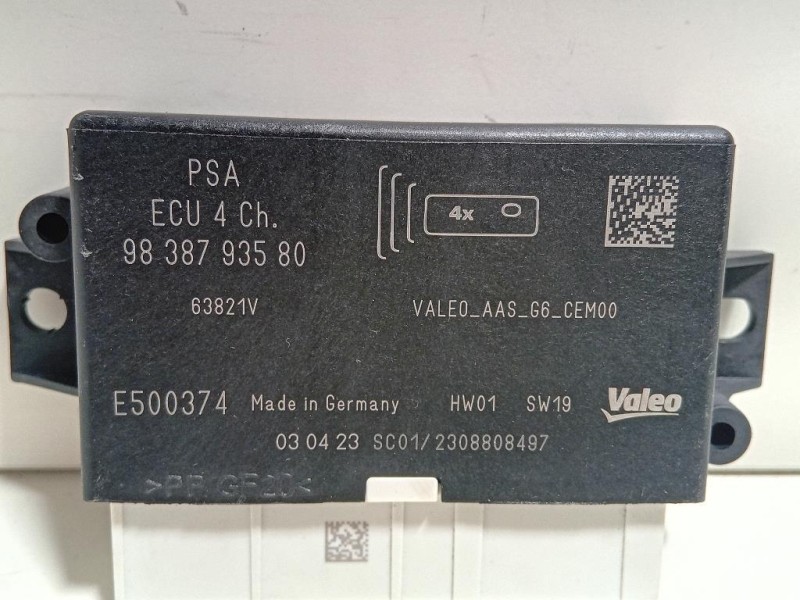 PSA
ECU 4 Ch.
98 387 935 80
4x
63821V
VALEO_AAS_G6_CEM00
E500374 Made in Germany HW01 SW19 Valeo
03 04 23 SC01/2308808497
>PP GF20<